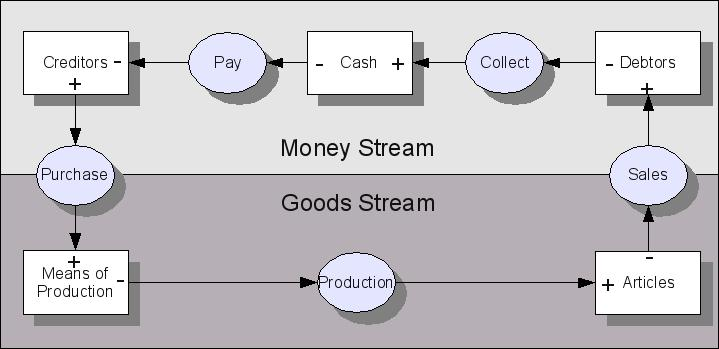 Creditors -
+
Pay
- Cash +
Collect
- Debtors
+
Money Stream
Purchase
Sales
Goods Stream
+
Means of -
Production
Production
-
+ Articles